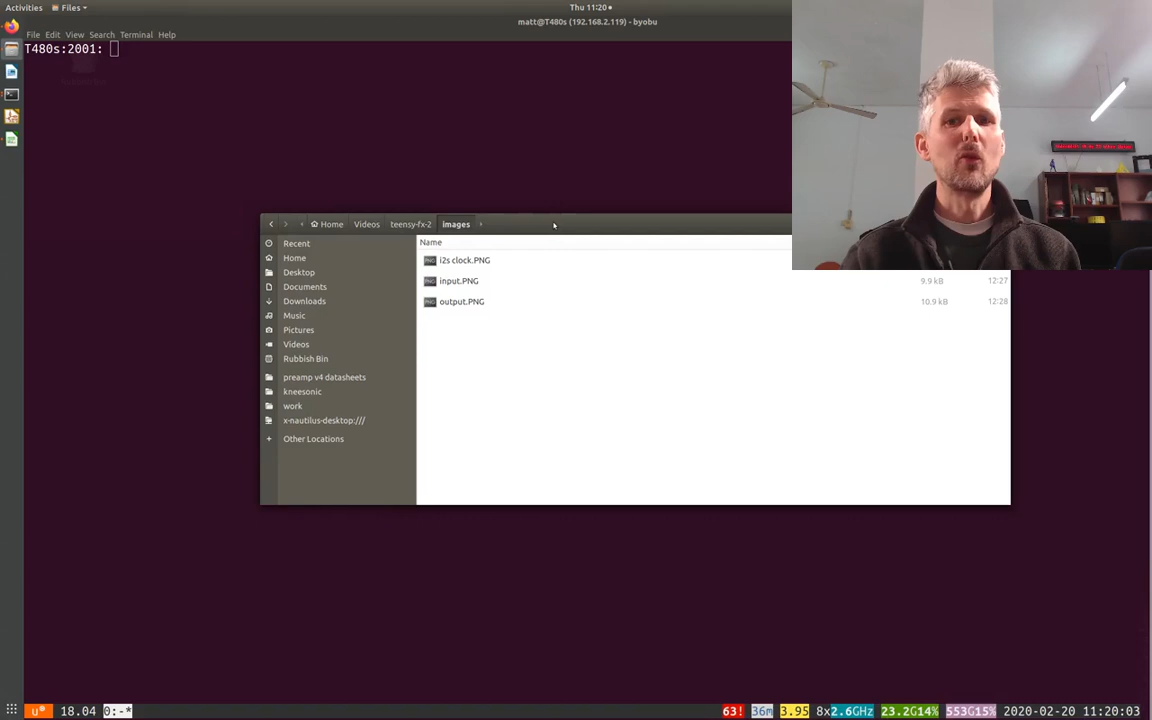 Activities Files Thu 11:20
matt@T480s (192.168.2.119) - byobu
File Edit View Search Terminal Help
T480s:2001:
Home Videos teensy-fx-2 images
Name
Recent
Home
Desktop
Documents
Downloads
Music
Pictures
Videos
Rubbish Bin
preamp v4 datasheets
kneesonic
work
x-nautilus-desktop:///
Other Locations
i2s clock.PNG
input.PNG 9.9 kB 12:27
output.PNG 10.9 kB 12:28
u 18.04 0:-* 63! 36m 3.95 8x2.6GHz 23.2G14% 553G15% 2020-02-20 11:20:03